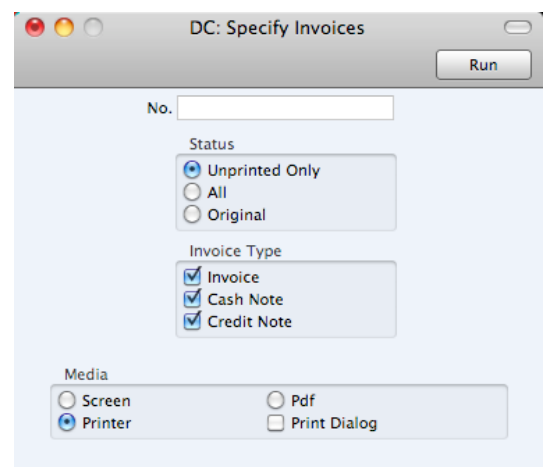 DC: Specify Invoices
Run
No.
Status
Unprinted Only
All
Original
Invoice Type
Invoice
Cash Note
Credit Note
Media
Screen
Pdf
Printer
Print Dialog